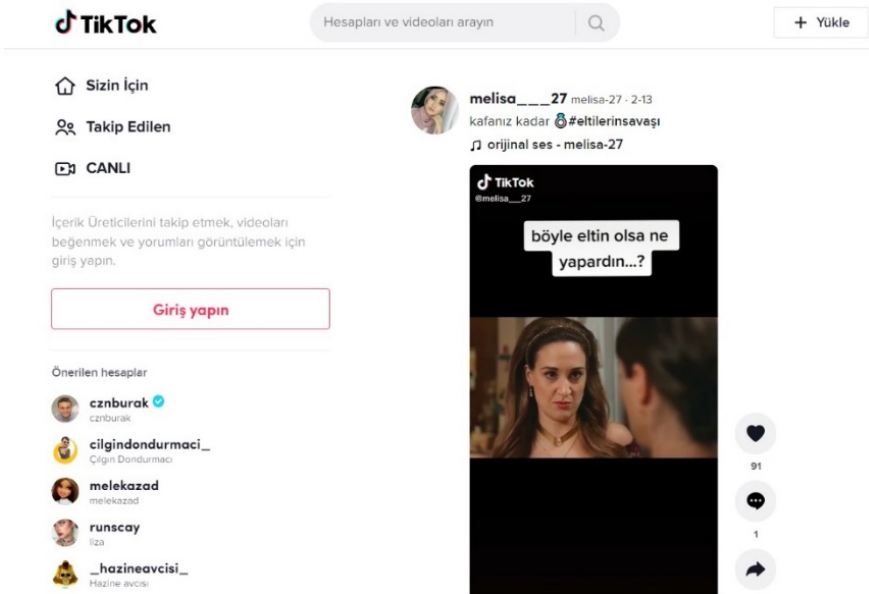 TikTok
Hesapları ve videoları arayın
+ Yükle
Sizin İçin
Takip Edilen
CANLI
İçerik Üreticilerini takip etmek, videoları
beğenmek ve yorumları görüntülemek için
giriş yapın.
Giriş yapın
Önerilen hesaplar
cznburak
cznburak
cilgindondurmaci_
Çılgın Dondurmacı
melekazad
melekazad
runscay
liza
_hazineavcisi_
Hazine avcısı
melisa___27 melisa-27 · 2-13
kafanız kadar 💍#eltilerinsavaşı
♫ orijinal ses - melisa-27
TikTok
@melisa___27
böyle eltin olsa ne
yapardın...?
91
1